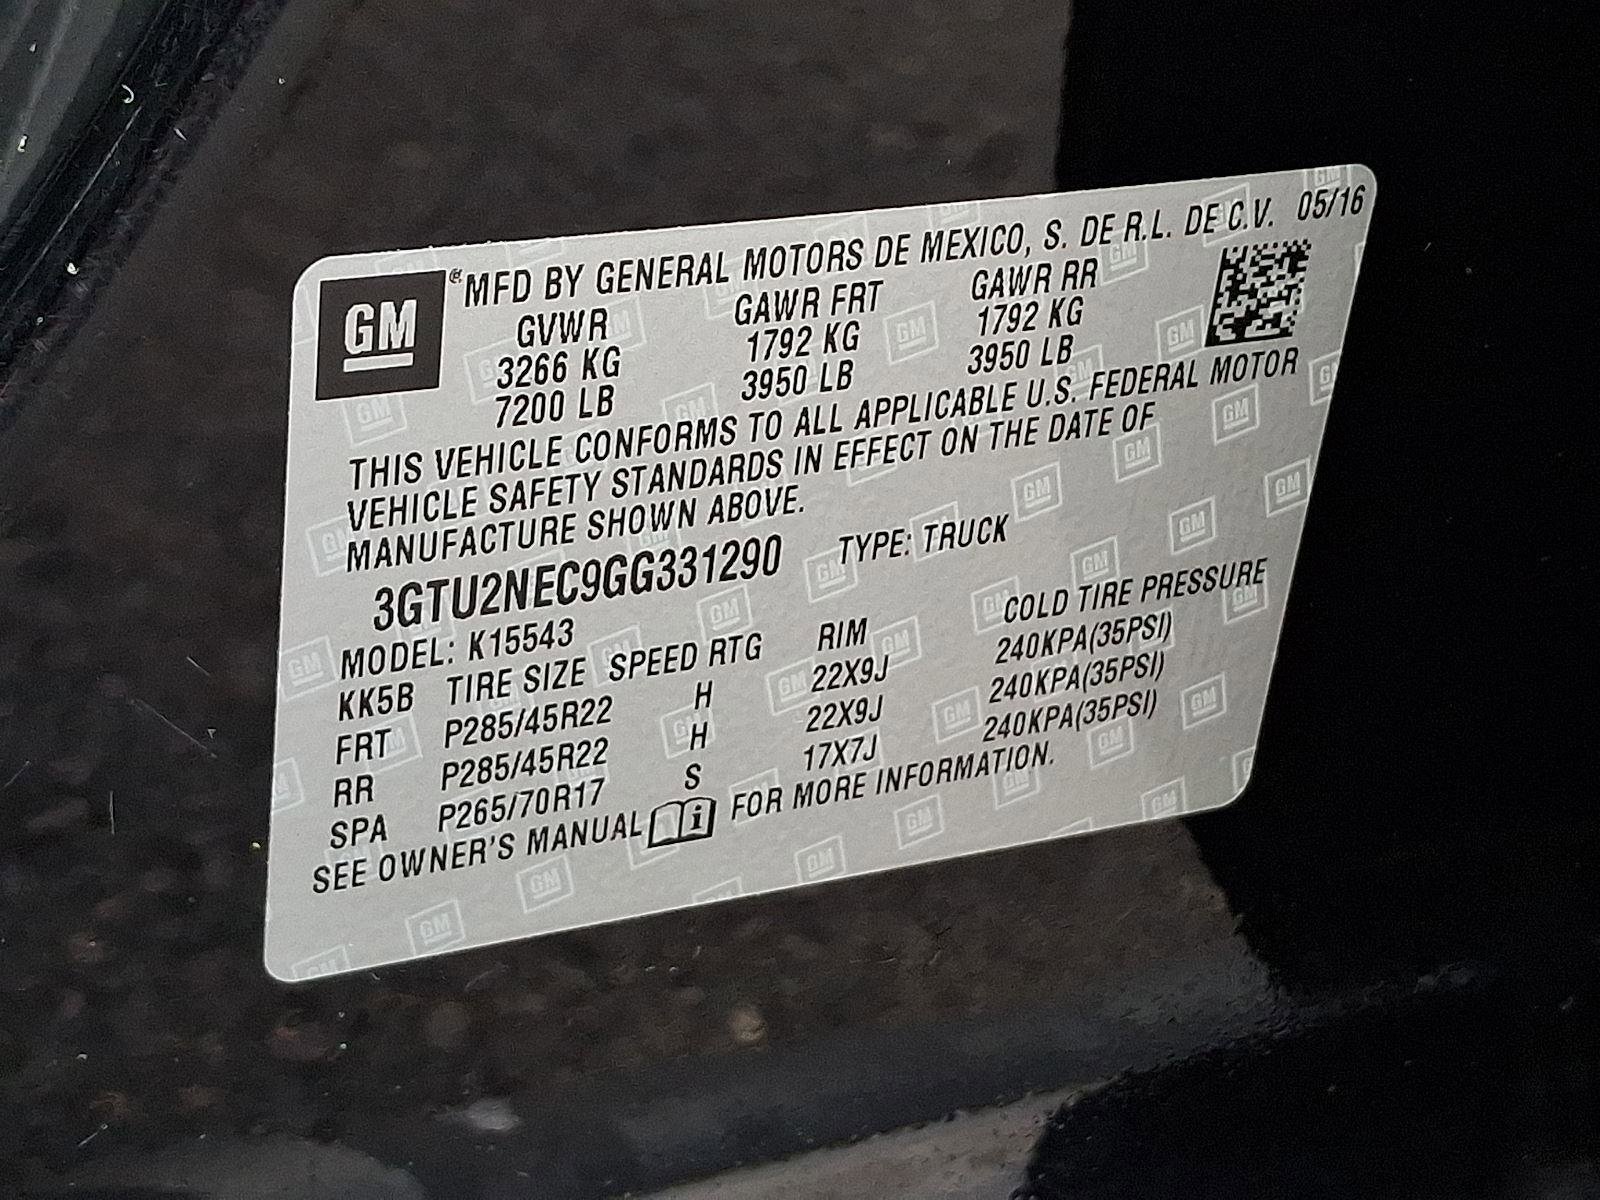 GM
® MFD BY GENERAL MOTORS DE MEXICO, S. DE R.L. DE C.V. 05/16
GVWR GAWR FRT GAWR RR
3266 KG 1792 KG 1792 KG
7200 LB 3950 LB 3950 LB
THIS VEHICLE CONFORMS TO ALL APPLICABLE U.S. FEDERAL MOTOR
VEHICLE SAFETY STANDARDS IN EFFECT ON THE DATE OF
MANUFACTURE SHOWN ABOVE.
3GTU2NEC9GG331290 TYPE: TRUCK
MODEL: K15543
KK5B TIRE SIZE SPEED RTG RIM COLD TIRE PRESSURE
FRT P285/45R22 H 22X9J 240KPA(35PSI)
RR P285/45R22 H 22X9J 240KPA(35PSI)
SPA P265/70R17 S 17X7J 240KPA(35PSI)
SEE OWNER'S MANUAL i FOR MORE INFORMATION.